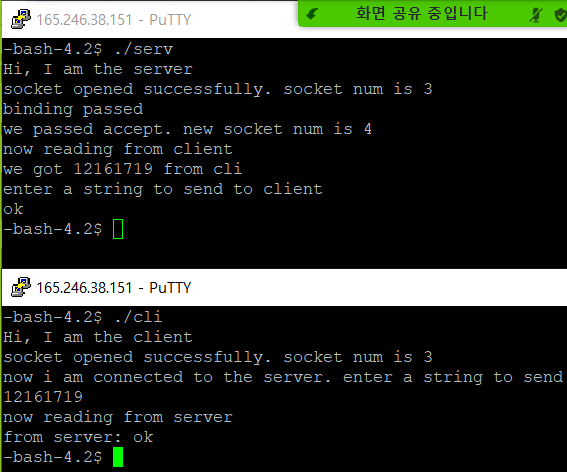 165.246.38.151 - PuTTY
화면 공유 중입니다
-bash-4.2$ ./serv
Hi, I am the server
socket opened successfully. socket num is 3
binding passed
we passed accept. new socket num is 4
now reading from client
we got 12161719 from cli
enter a string to send to client
ok
-bash-4.2$
165.246.38.151 - PuTTY
-bash-4.2$ ./cli
Hi, I am the client
socket opened successfully. socket num is 3
now i am connected to the server. enter a string to send
12161719
now reading from server
from server: ok
-bash-4.2$